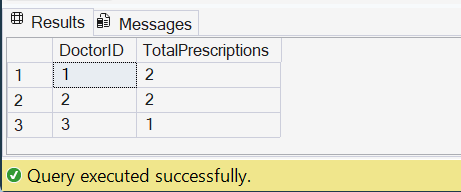 Results Messages
DoctorID TotalPrescriptions
1 1 2
2 2 2
3 3 1
Query executed successfully.